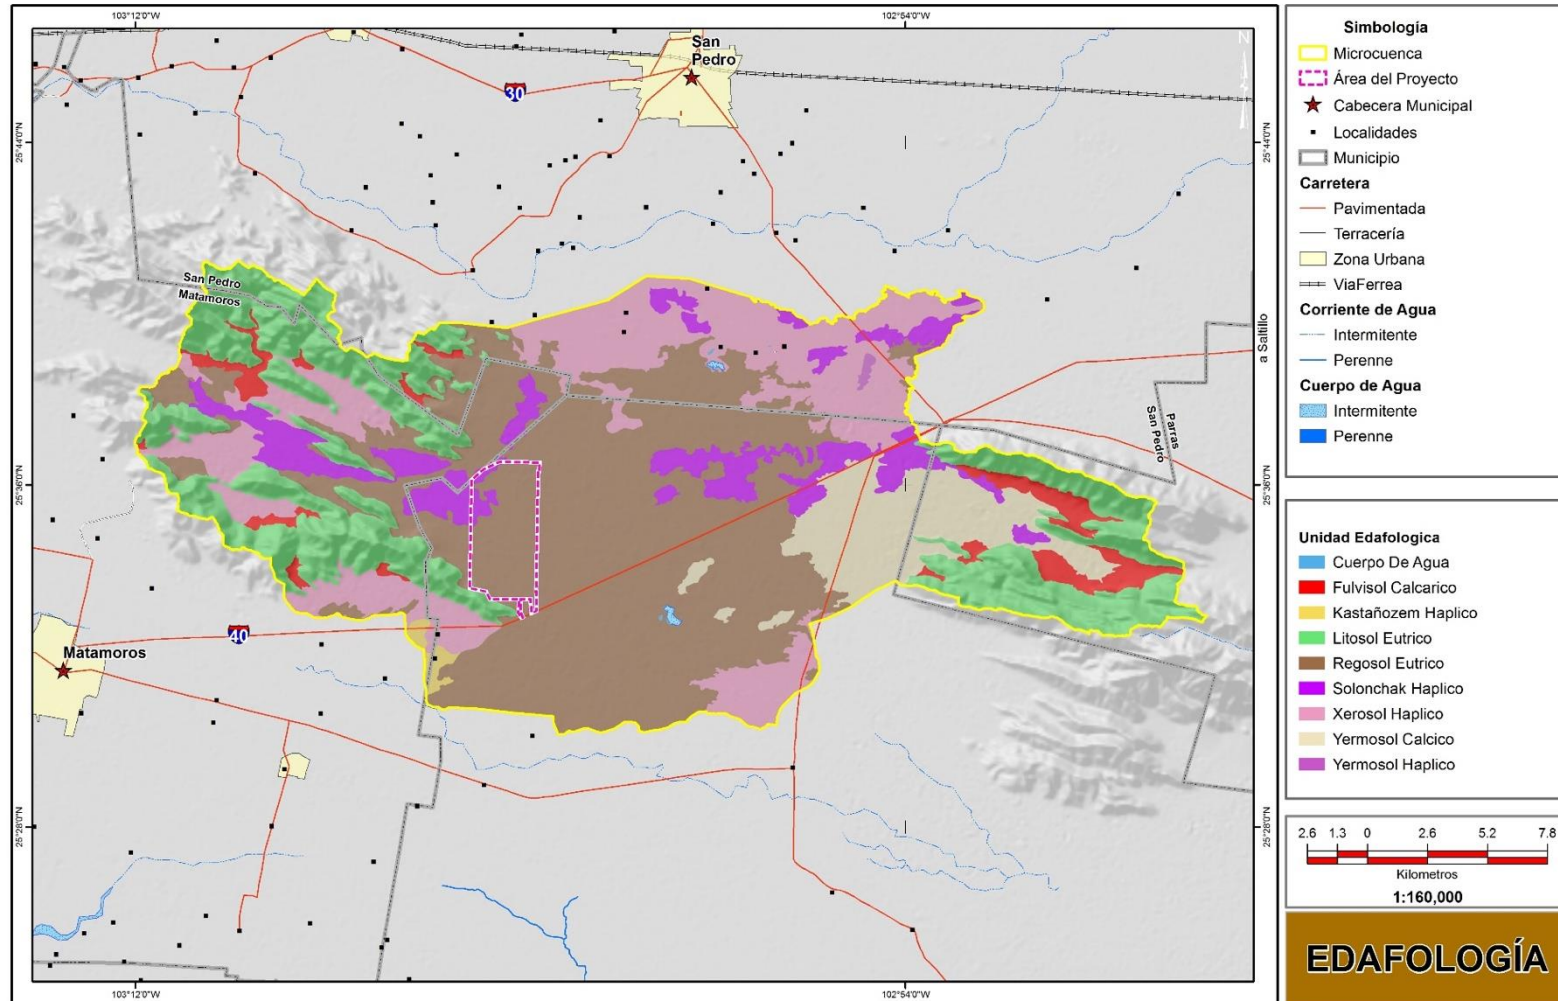 103°12'0"W
102°54'0"W
San
Pedro
N
30
25°44'0"N
25°44'0"N
San Pedro
Matamoros
a Saltillo
Parras
San Pedro
25°36'0"N
25°36'0"N
40
Matamoros
25°28'0"N
25°28'0"N
103°12'0"W
102°54'0"W
Simbología
Microcuenca
Área del Proyecto
Cabecera Municipal
Localidades
Municipio
Carretera
Pavimentada
Terracería
Zona Urbana
ViaFerrea
Corriente de Agua
Intermitente
Perenne
Cuerpo de Agua
Intermitente
Perenne
Unidad Edafologica
Cuerpo De Agua
Fulvisol Calcarico
Kastañozem Haplico
Litosol Eutrico
Regosol Eutrico
Solonchak Haplico
Xerosol Haplico
Yermosol Calcico
Yermosol Haplico
2.6 1.3 0 2.6 5.2 7.8
Kilometros
1:160,000
EDAFOLOGÍA